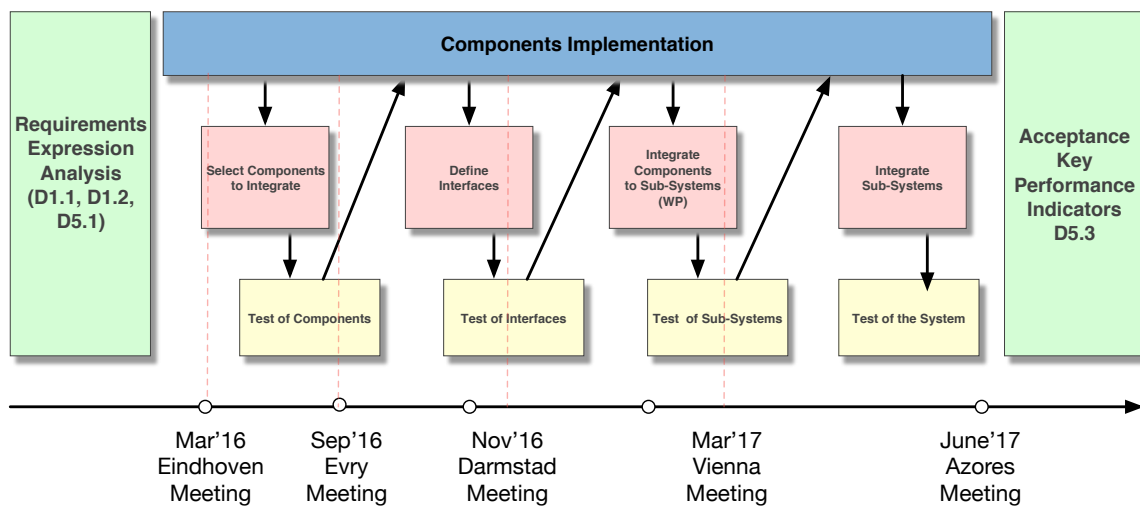 Components Implementation
Requirements
Expression
Analysis
(D1.1, D1.2,
D5.1)
Select Components
to Integrate
Define
Interfaces
Integrate
Components
to Sub-Systems
(WP)
Integrate
Sub-Systems
Acceptance
Key
Performance
Indicators
D5.3
Test of Components
Test of Interfaces
Test of Sub-Systems
Test of the System
Mar'16
Eindhoven
Meeting
Sep'16
Evry
Meeting
Nov'16
Darmstad
Meeting
Mar'17
Vienna
Meeting
June'17
Azores
Meeting